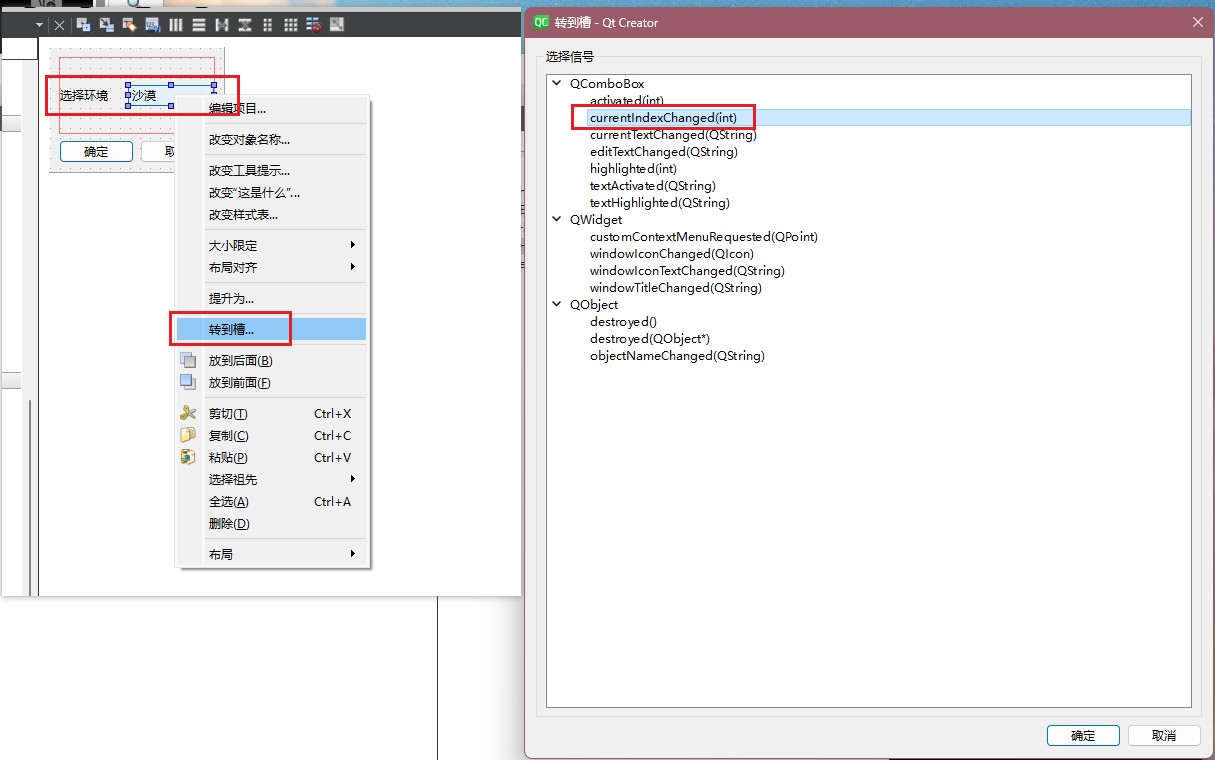 选择环境
沙漠
确定
取
编辑项目...
改变对象名称...
改变工具提示...
改变“这是什么”...
改变样式表...
大小限定
布局对齐
提升为...
转到槽...
放到后面(B)
放到前面(F)
剪切(T) Ctrl+X
复制(C) Ctrl+C
粘贴(P) Ctrl+V
选择祖先
全选(A) Ctrl+A
删除(D)
布局
QC 转到槽 - Qt Creator
选择信号
QComboBox
activated(int)
currentIndexChanged(int)
currentTextChanged(QString)
editTextChanged(QString)
highlighted(int)
textActivated(QString)
textHighlighted(QString)
QWidget
customContextMenuRequested(QPoint)
windowIconChanged(QIcon)
windowIconTextChanged(QString)
windowTitleChanged(QString)
QObject
destroyed()
destroyed(QObject*)
objectNameChanged(QString)
确定
取消